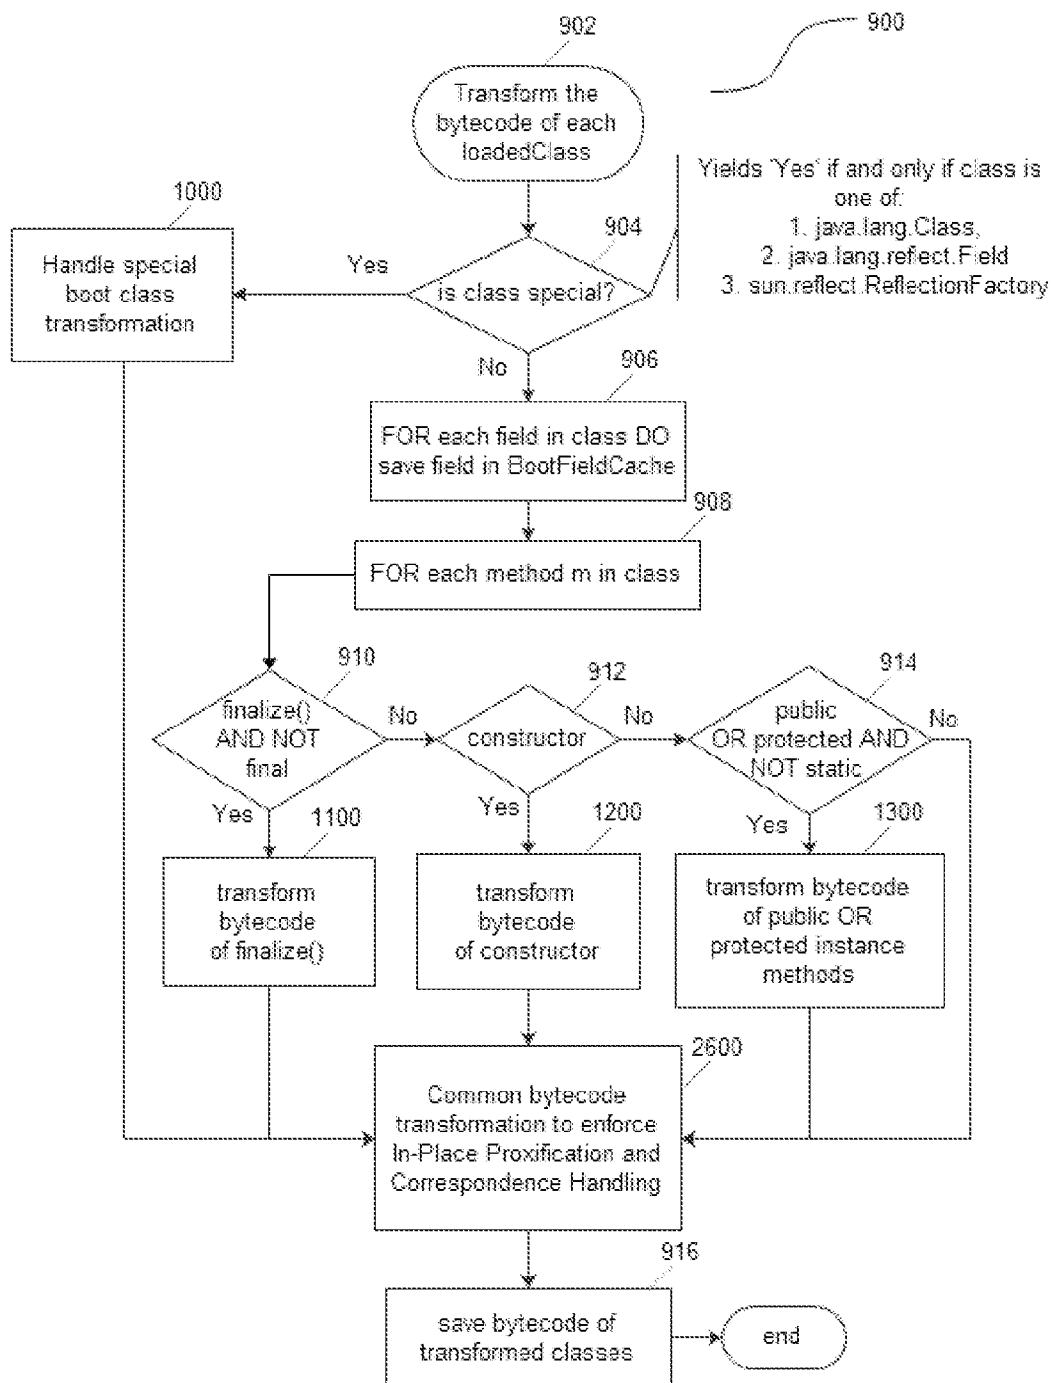 902
900
Transform the
bytecode of each
loadedClass
Yields 'Yes' if and only if class is
one of:
1. java.lang.Class,
2. java.lang.reflect.Field
3. sun.reflect.ReflectionFactory
1000
904
Handle special
boot class
transformation
Yes
is class special?
No
906
FOR each field in class DO
save field in BootFieldCache
908
FOR each method m in class
910
finalize()
AND NOT
final
No
912
constructor
No
914
public
OR protected AND
NOT static
No
Yes
1100
transform
bytecode
of finalize()
Yes
1200
transform
bytecode
of constructor
Yes
1300
transform bytecode
of public OR
protected instance
methods
2600
Common bytecode
transformation to enforce
In-Place Proxification and
Correspondence Handling
916
save bytecode of
transformed classes
end